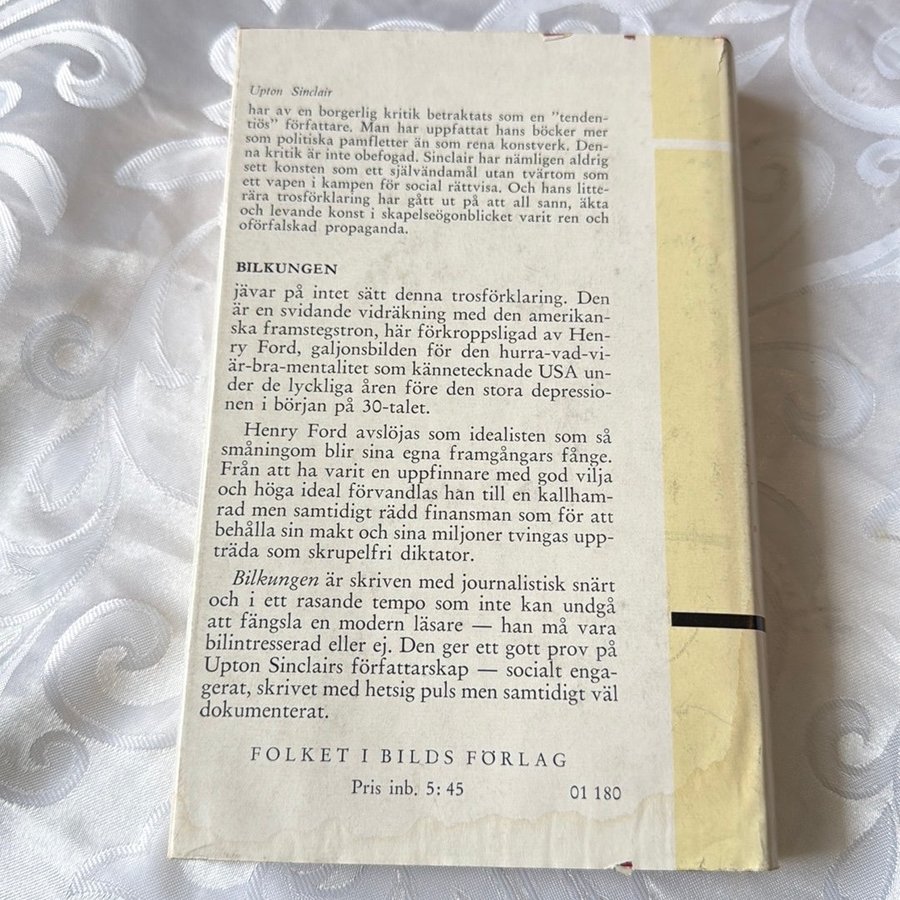 Upton Sinclair
har av en borgerlig kritik betraktats som en "tenden-
tiös" författare. Man har uppfattat hans böcker mer
som politiska pamfletter än som rena konstverk. Den-
na kritik är inte obefogad. Sinclair har nämligen aldrig
sett konsten som ett självändamål utan tvärtom som
ett vapen i kampen för social rättvisa. Och hans litte-
rära trosförklaring har gått ut på att all sann, äkta
och levande konst i skapelseögonblicket varit ren och
oförfalskad propaganda.
BILKUNGEN
jävar på intet sätt denna trosförklaring. Den
är en svidande vidräkning med den amerikan-
ska framstegstron, här förkroppsligad av Hen-
ry Ford, galjonsbilden för den hurra-vad-vi-
är-bra-mentalitet som kännetecknade USA un-
der de lyckliga åren före den stora depressio-
nen i början på 30-talet.
Henry Ford avslöjas som idealisten som så
småningom blir sina egna framgångars fånge.
Från att ha varit en uppfinnare med god vilja
och höga ideal förvandlas han till en kallham-
rad men samtidigt rädd finansman som för att
behålla sin makt och sina miljoner tvingas upp-
träda som skrupelfri diktator.
Bilkungen är skriven med journalistisk snärt
och i ett rasande tempo som inte kan undgå
att fängsla en modern läsare — han må vara
bilintresserad eller ej. Den ger ett gott prov på
Upton Sinclairs författarskap — socialt enga-
gerat, skrivet med hetsig puls men samtidigt väl
dokumenterat.
FOLKET I BILDS FÖRLAG
Pris inb. 5:45 01 180